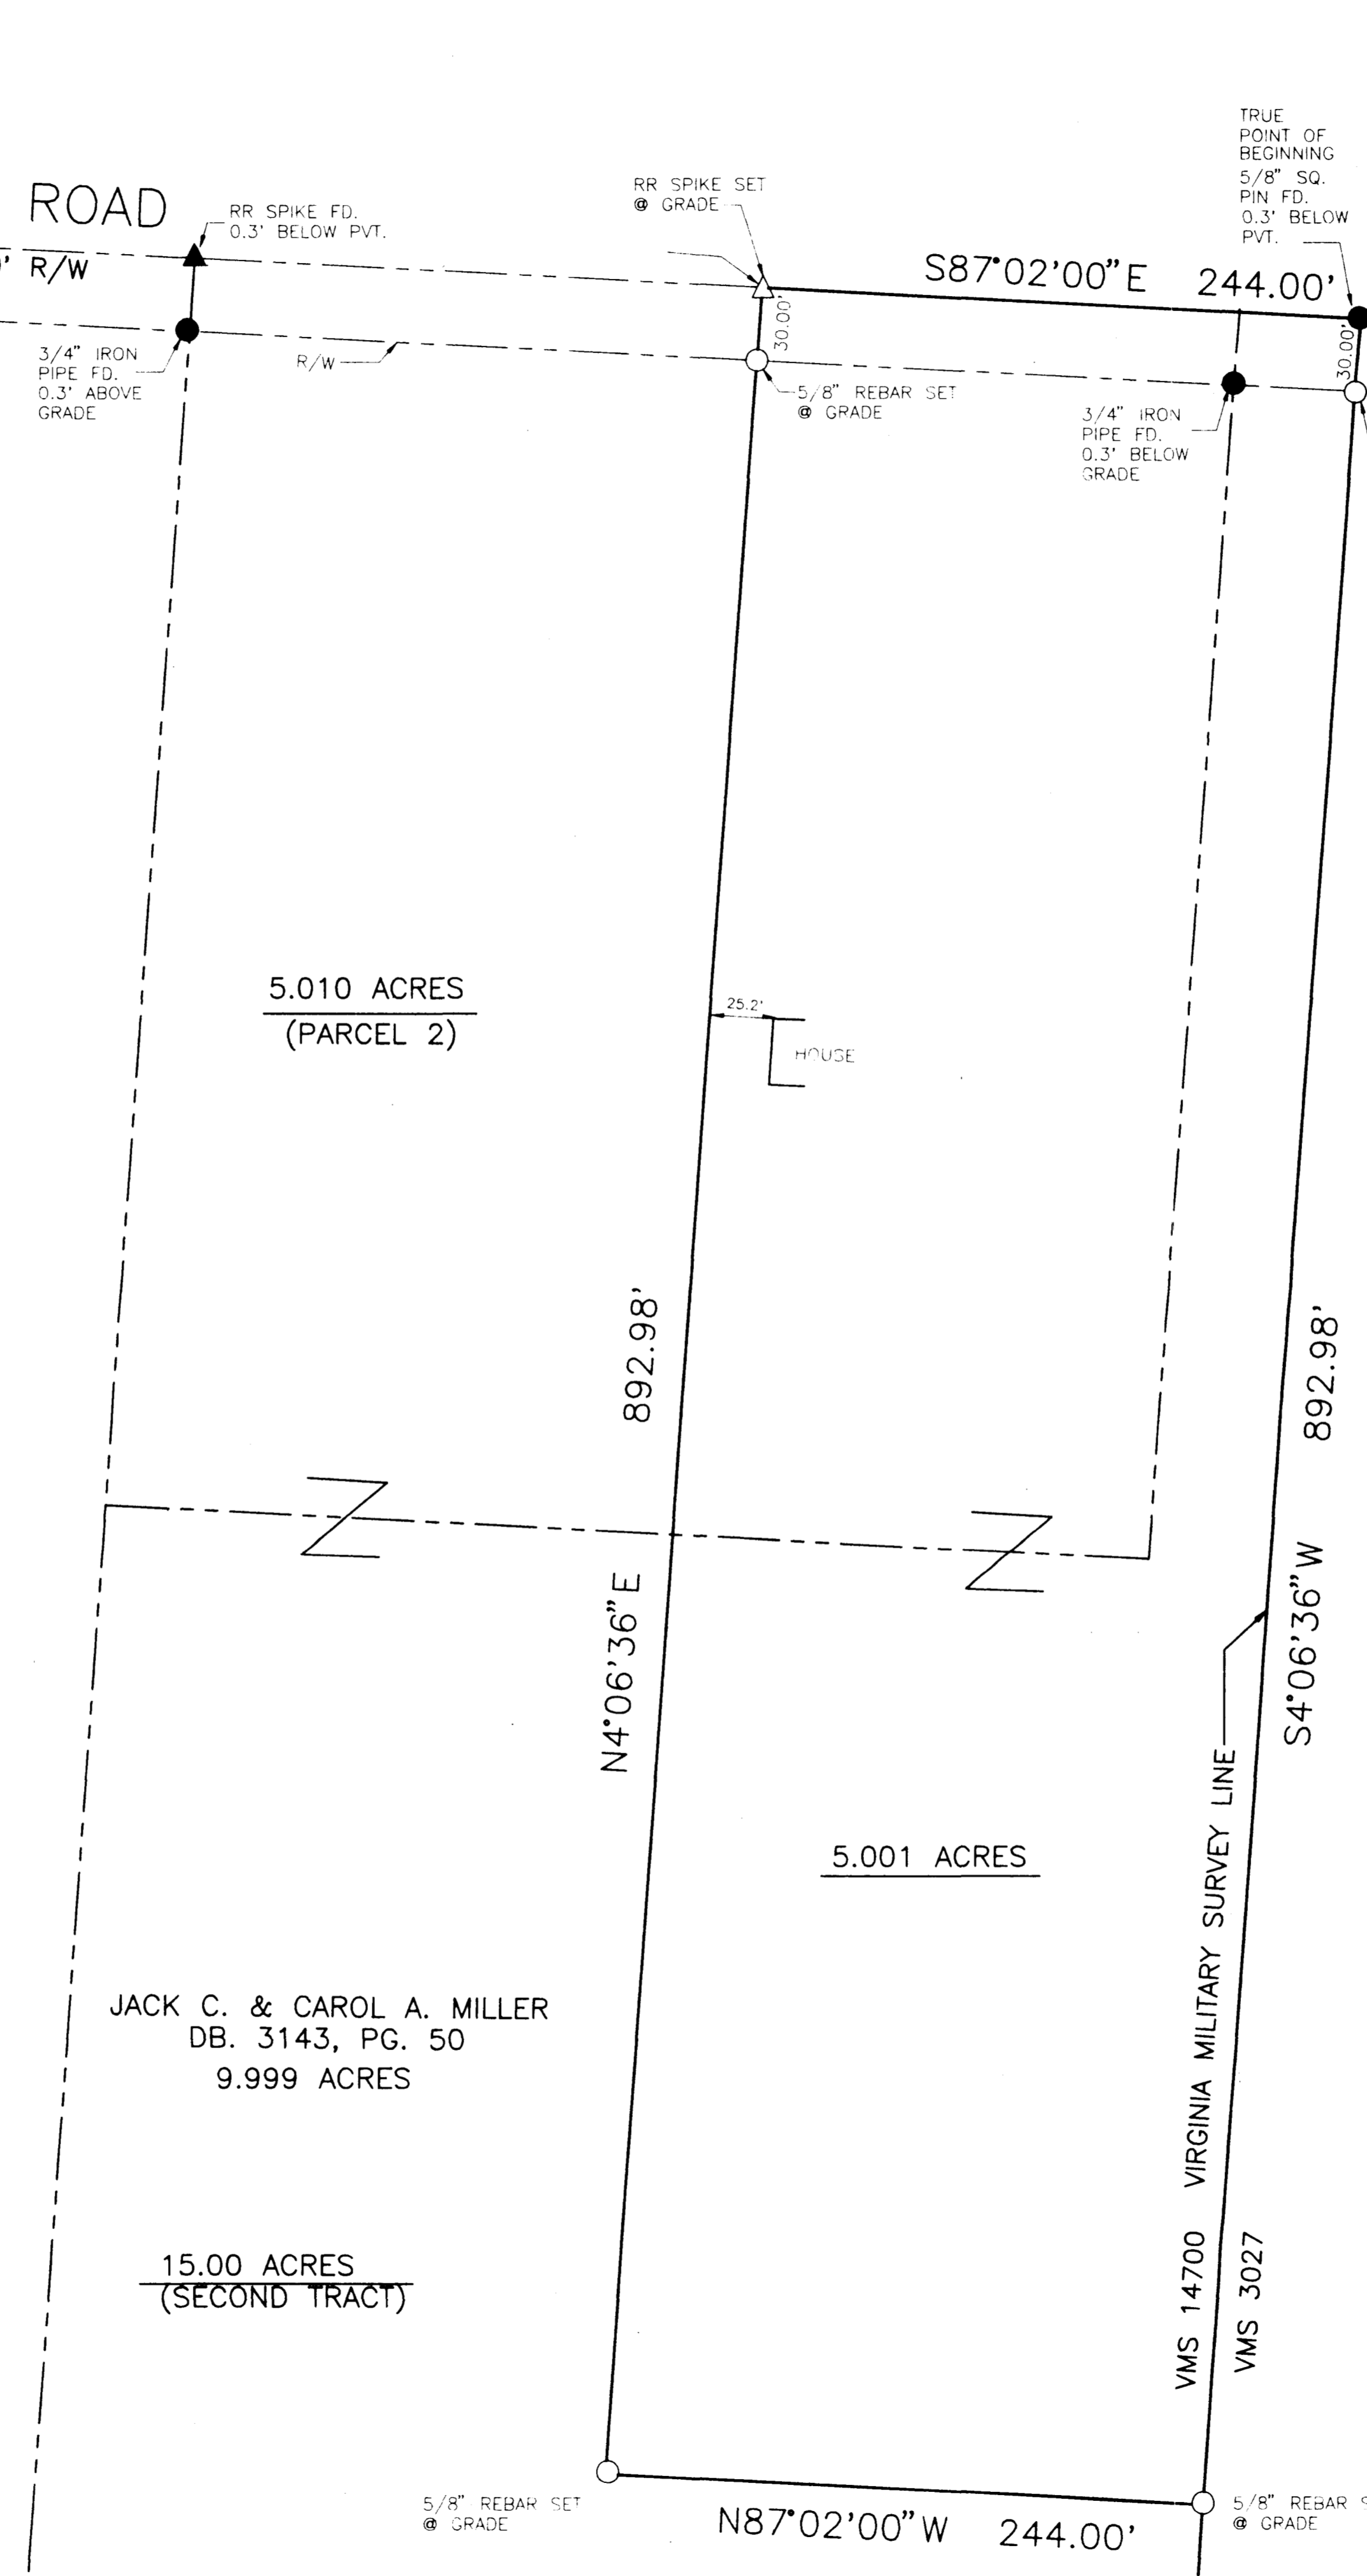 TRUE
POINT OF
BEGINNING
5/8" SQ.
PIN FD.
0.3' BELOW
PVT.
RR SPIKE SET
@ GRADE
ROAD
RR SPIKE FD.
0.3' BELOW PVT.
' R/W
S87°02'00"E 244.00'
30.00'
30.00'
3/4" IRON
PIPE FD.
0.3' ABOVE
GRADE
R/W
5/8" REBAR SET
@ GRADE
3/4" IRON
PIPE FD.
0.3' BELOW
GRADE
5.010 ACRES
(PARCEL 2)
25.2'
HOUSE
892.98'
892.98'
N4°06'36"E
S4°06'36"W
5.001 ACRES
VMS 14700 VIRGINIA MILITARY SURVEY LINE
VMS 3027
JACK C. & CAROL A. MILLER
DB. 3143, PG. 50
9.999 ACRES
15.00 ACRES
(SECOND TRACT)
5/8" REBAR SET
@ GRADE
N87°02'00"W 244.00'
5/8" REBAR S
@ GRADE